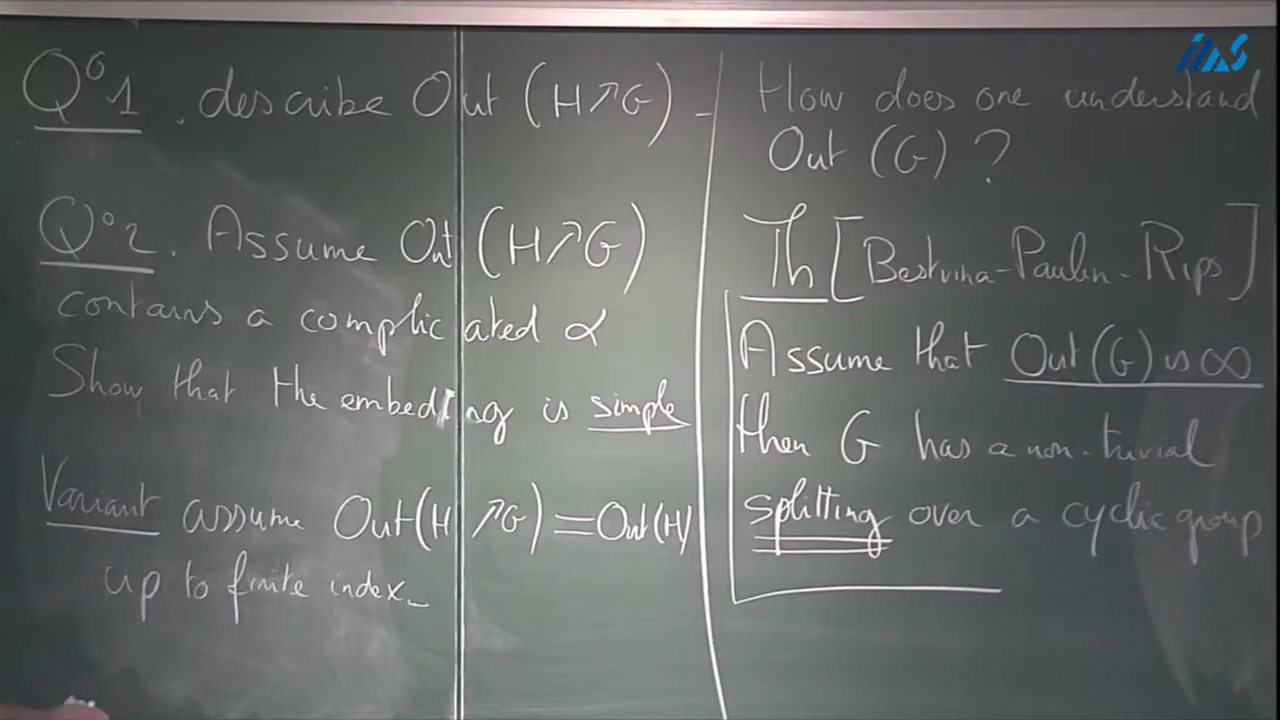 Q° 1. describe Out (H↗G) -
Q° 2. Assume Out (H↗G)
contains a complicated α
Show that the embedding is simple
Variant assume Out(H↗G) = Out(H)
up to finite index.
How does one understand
Out (G) ?
Th [Bestvina-Paulin-Rips]
Assume that Out(G) is ∞
then G has a non-trivial
splitting over a cyclic group